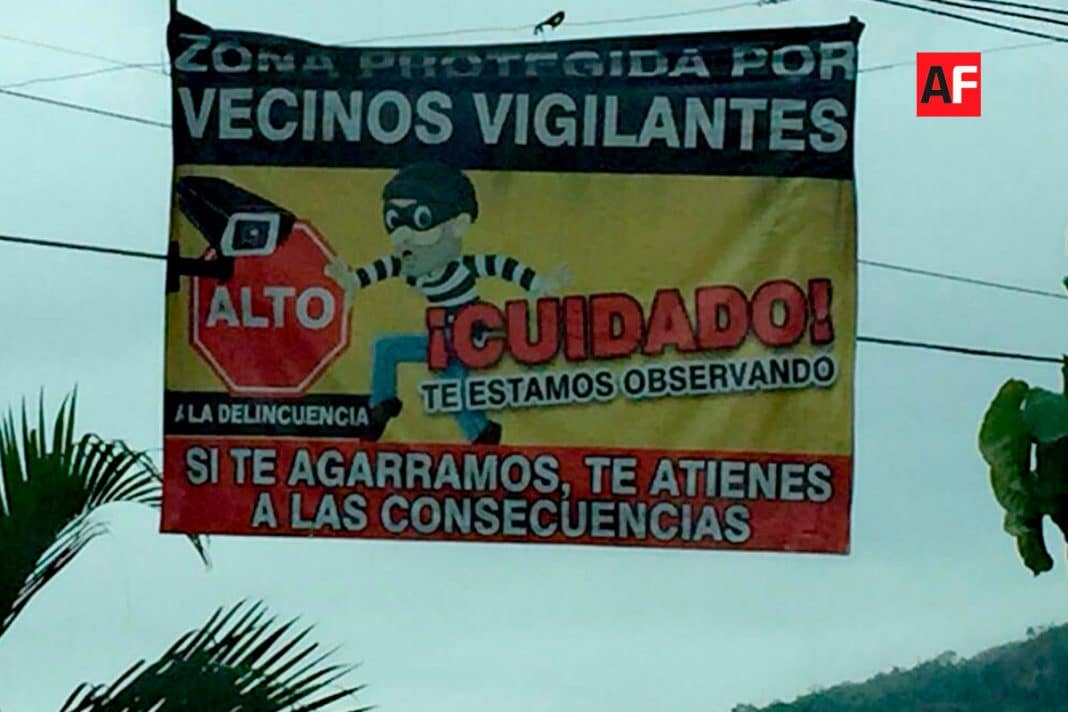 ZONA PROTEGIDA POR
VECINOS VIGILANTES
ALTO
A LA DELINCUENCIA
¡CUIDADO!
TE ESTAMOS OBSERVANDO
SI TE AGARRAMOS, TE ATIENES
A LAS CONSECUENCIAS
AF